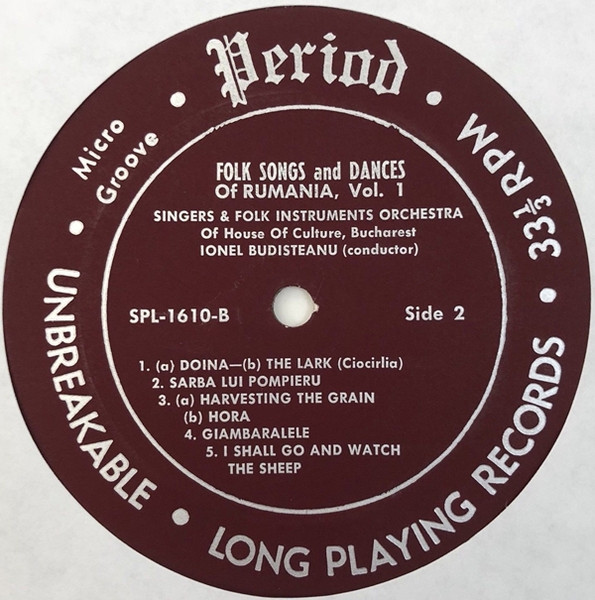 Period
Micro
Groove
33⅓ RPM
FOLK SONGS and DANCES
Of RUMANIA, Vol. 1
SINGERS & FOLK INSTRUMENTS ORCHESTRA
Of House Of Culture, Bucharest
IONEL BUDISTEANU (conductor)
SPL-1610-B
Side 2
1. (a) DOINA—(b) THE LARK (Ciocirlia)
2. SARBA LUI POMPIERU
3. (a) HARVESTING THE GRAIN
(b) HORA
4. GIAMBARALELE
5. I SHALL GO AND WATCH
THE SHEEP
UNBREAKABLE
LONG PLAYING RECORDS